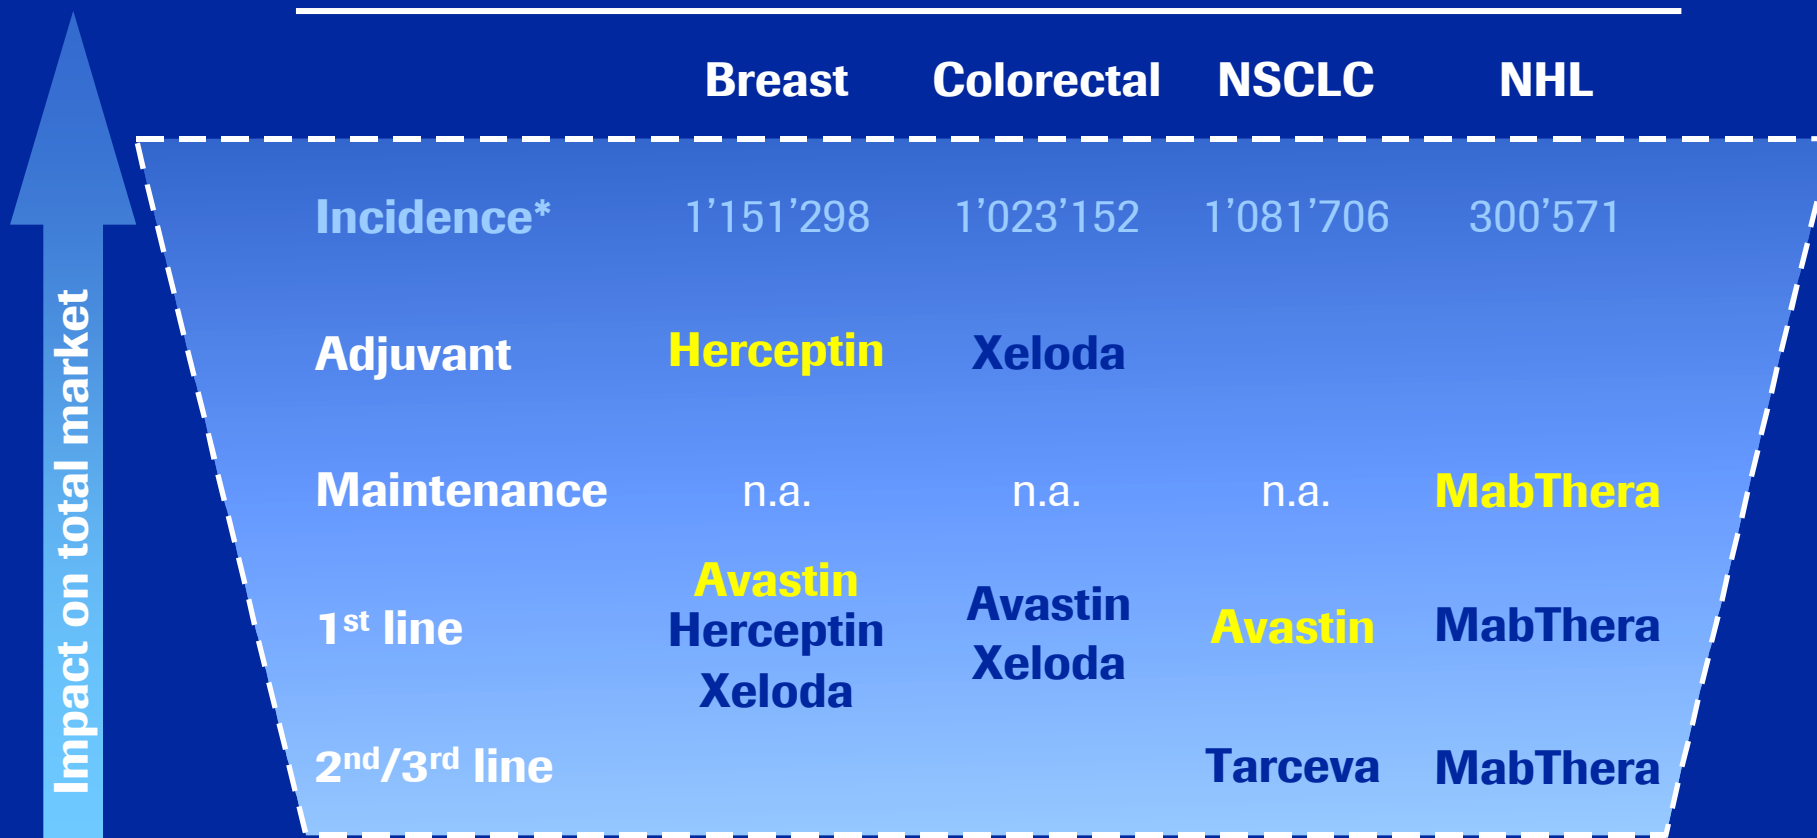 Breast Colorectal NSCLC NHL
Incidence* 1’151’298 1’023’152 1’081’706 300’571
Adjuvant Herceptin Xeloda
Maintenance n.a. n.a. n.a. MabThera
1st line Avastin Herceptin Xeloda Avastin Xeloda Avastin MabThera
2nd/3rd line Tarceva MabThera
Impact on total market